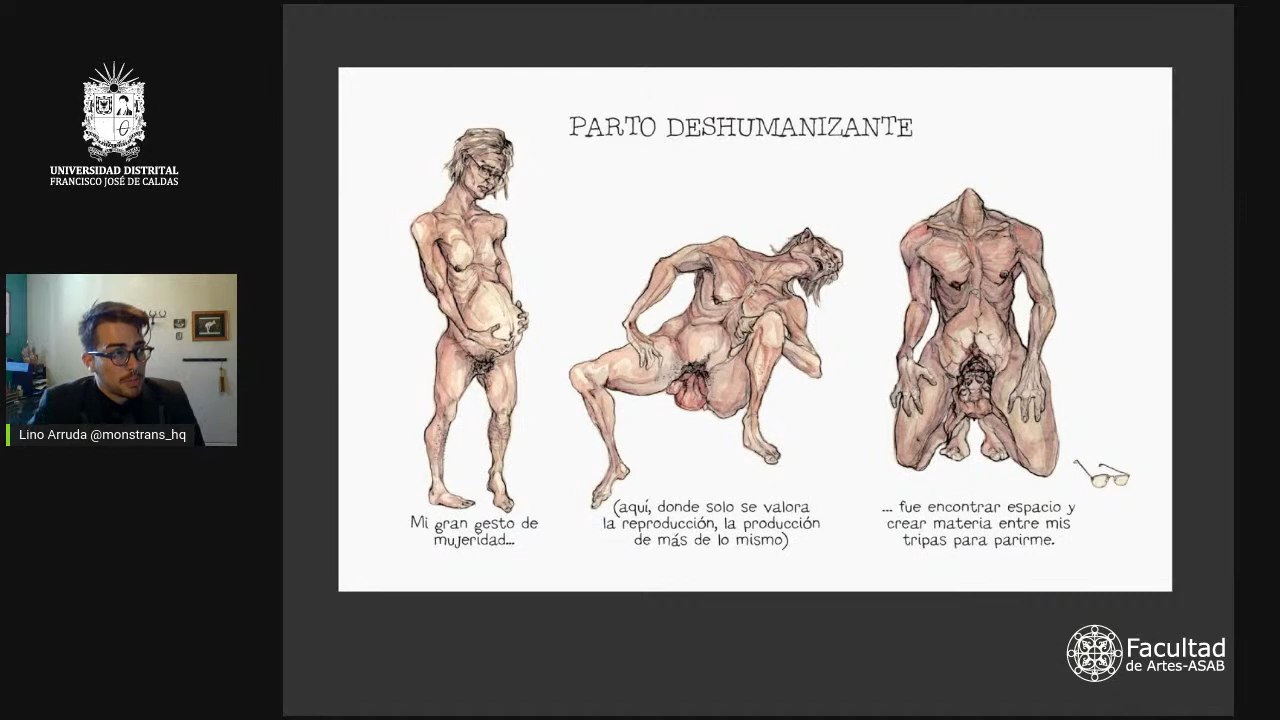 UNIVERSIDAD DISTRITAL
FRANCISCO JOSÉ DE CALDAS
Lino Arruda @monstrans_hq
PARTO DESHUMANIZANTE
Mi gran gesto de
mujeridad...
(aquí, donde solo se valora
la reproducción, la producción
de más de lo mismo)
... fue encontrar espacio y
crear materia entre mis
tripas para parirme.
Facultad
de Artes-ASAB